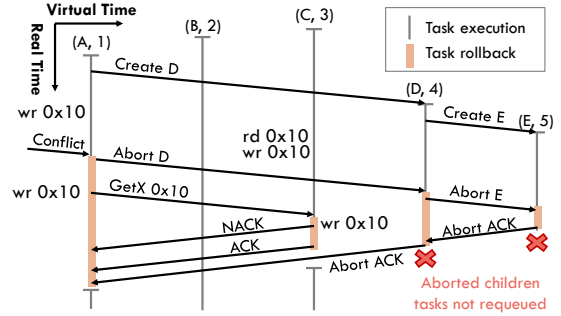 Virtual Time
Real Time
(A, 1)
(B, 2)
(C, 3)
Task execution
Task rollback
Create D
(D, 4)
wr 0x10
Create E
(E, 5)
Conflict
rd 0x10
wr 0x10
Abort D
wr 0x10
GetX 0x10
Abort E
NACK
wr 0x10
Abort ACK
ACK
Abort ACK
Aborted children
tasks not requeued